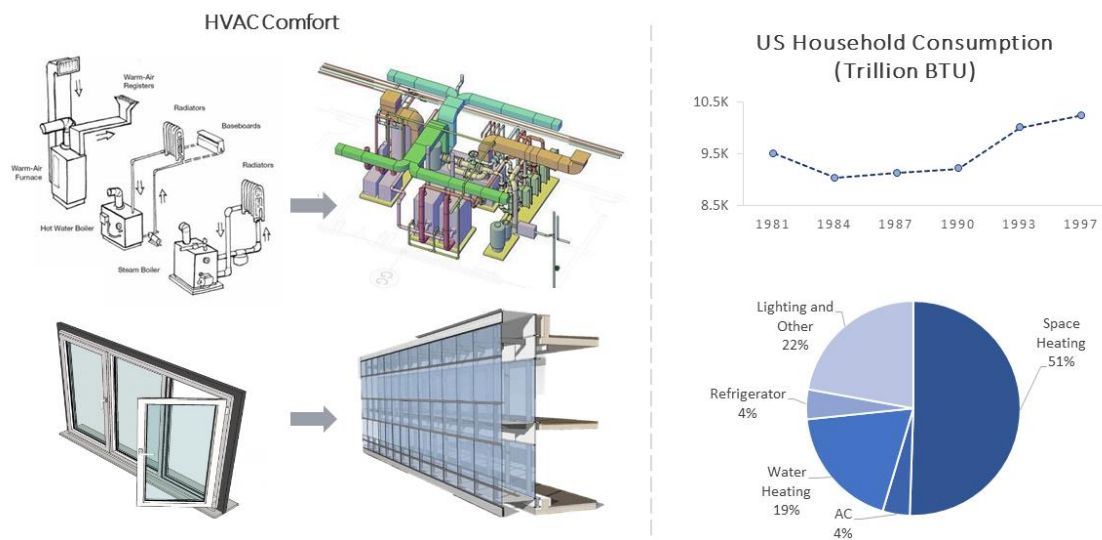 HVAC Comfort
Warm-Air
Registers
Radiators
Baseboards
Radiators
Warm-Air
Furnace
Hot Water Boiler
Steam Boiler
US Household Consumption
(Trillion BTU)
10.5K
9.5K
8.5K
1981 1984 1987 1990 1993 1997
Lighting and
Other
22%
Space
Heating
51%
Refrigerator
4%
Water
Heating
19%
AC
4%